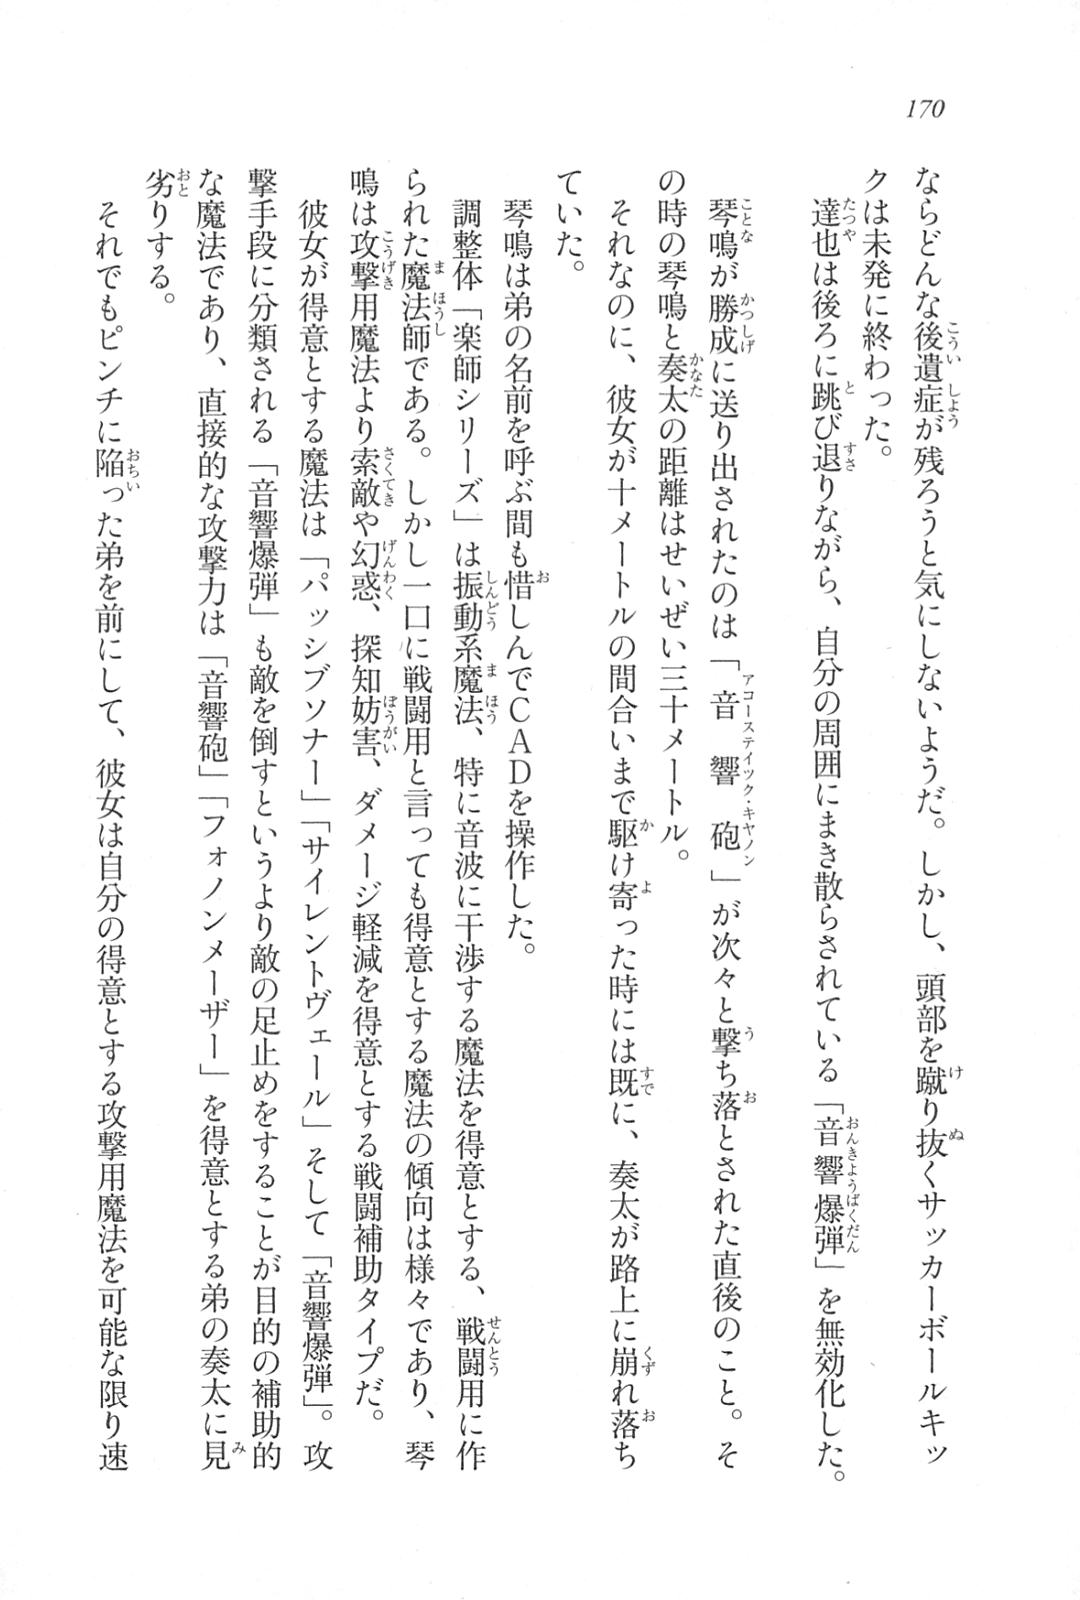 170
ならどんな後遺症が残ろうと気にしないようだ。しかし、頭部を蹴り抜くサッカーボールキッ
クは未発に終わった。
達也は後ろに跳び退りながら、自分の周囲にまき散らされている「音響爆弾」を無効化した。
琴鳴が勝成に送り出されたのは「音響砲」が次々と撃ち落とされた直後のこと。そ
の時の琴鳴と奏太の距離はせいぜい三十メートル。
それなのに、彼女が十メートルの間合いまで駆け寄った時には既に、奏太が路上に崩れ落ち
ていた。
琴鳴は弟の名前を呼ぶ間も惜しんでCADを操作した。
調整体「楽師シリーズ」は振動系魔法、特に音波に干渉する魔法を得意とする、戦闘用に作
られた魔法師である。しかし一口に戦闘用と言っても得意とする魔法の傾向は様々であり、琴
鳴は攻撃用魔法より索敵や幻惑、探知妨害、ダメージ軽減を得意とする戦闘補助タイプだ。
彼女が得意とする魔法は「パッシブソナー」「サイレントヴェール」そして「音響爆弾」。攻
撃手段に分類される「音響爆弾」も敵を倒すというより敵の足止めをすることが目的の補助的
な魔法であり、直接的な攻撃力は「音響砲」「フォノンメーザー」を得意とする弟の奏太に見
劣りする。
それでもピンチに陥った弟を前にして、彼女は自分の得意とする攻撃用魔法を可能な限り速